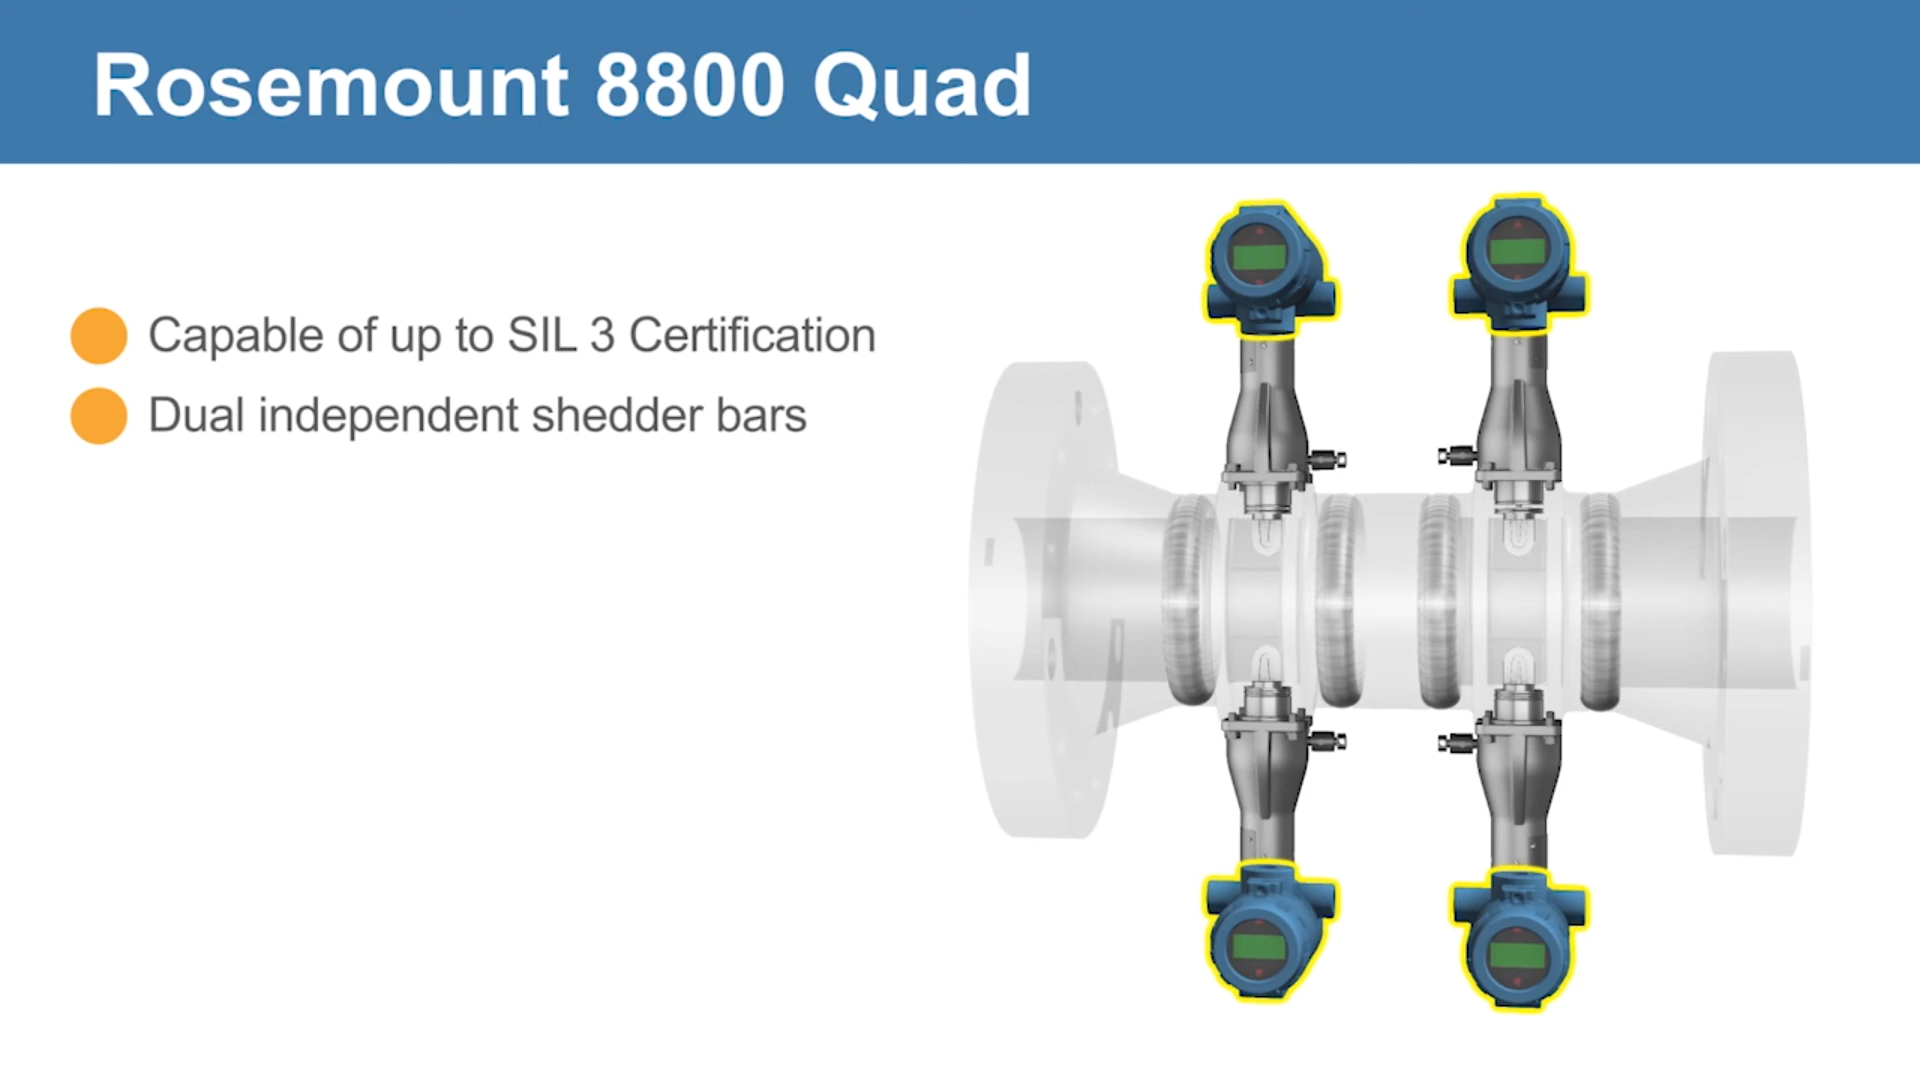 Rosemount 8800 Quad
Capable of up to SIL 3 Certification
Dual independent shedder bars